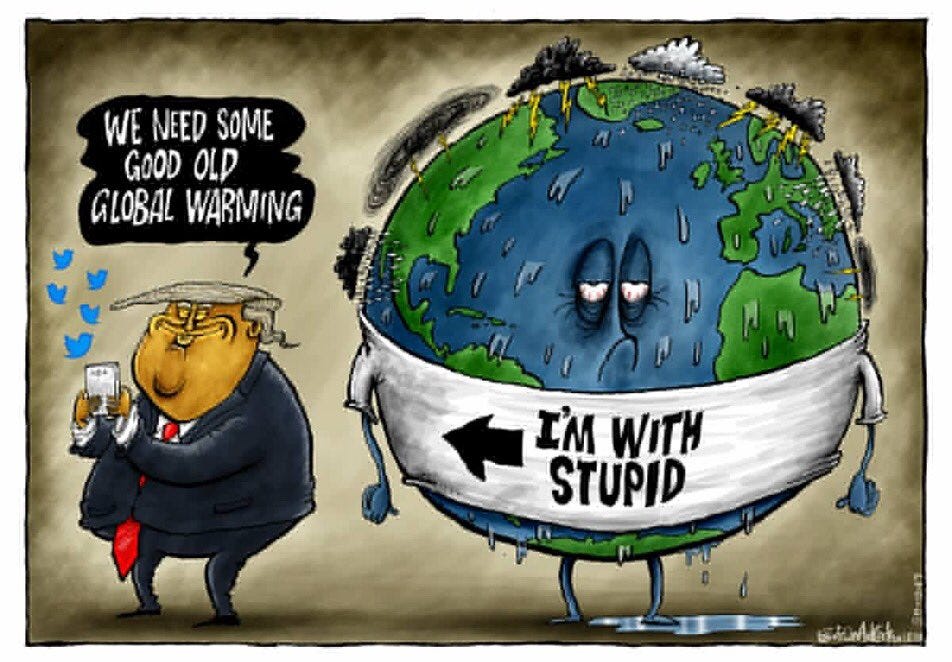 WE NEED SOME
GOOD OLD
GLOBAL WARMING
I'M WITH
STUPID